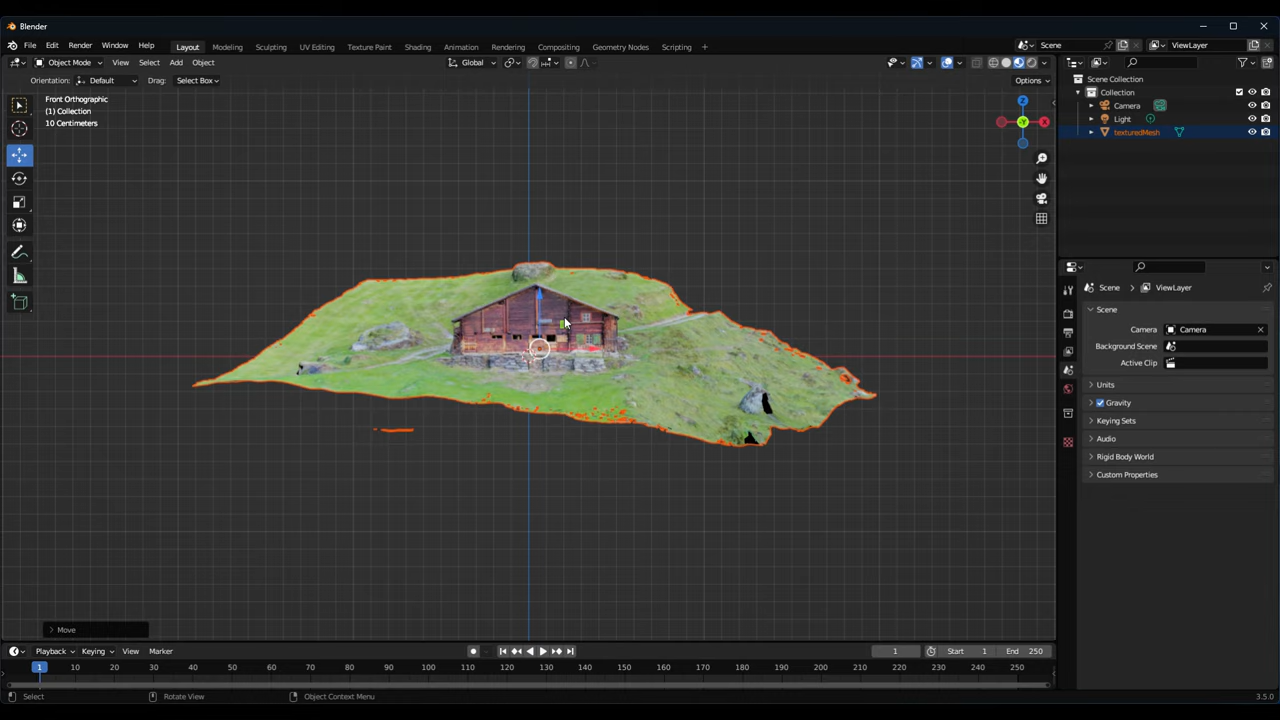 Blender
File Edit Render Window Help
Layout Modeling Sculpting UV Editing Texture Paint Shading Animation Rendering Compositing Geometry Nodes Scripting +
Scene
ViewLayer
Object Mode View Select Add Object
Global
Orientation: Default Drag: Select Box
Options
Front Orthographic
(1) Collection
10 Centimeters
Z
-Y
X
Scene Collection
Collection
Camera
Light
texturedMesh
Scene ViewLayer
Scene
Camera Camera
Background Scene
Active Clip
Units
Gravity
Keying Sets
Audio
Rigid Body World
Custom Properties
Move
Playback Keying View Marker
1 Start 1 End 250
1 10 20 30 40 50 60 70 80 90 100 110 120 130 140 150 160 170 180 190 200 210 220 230 240 250
Select Rotate View Object Context Menu
3.5.0